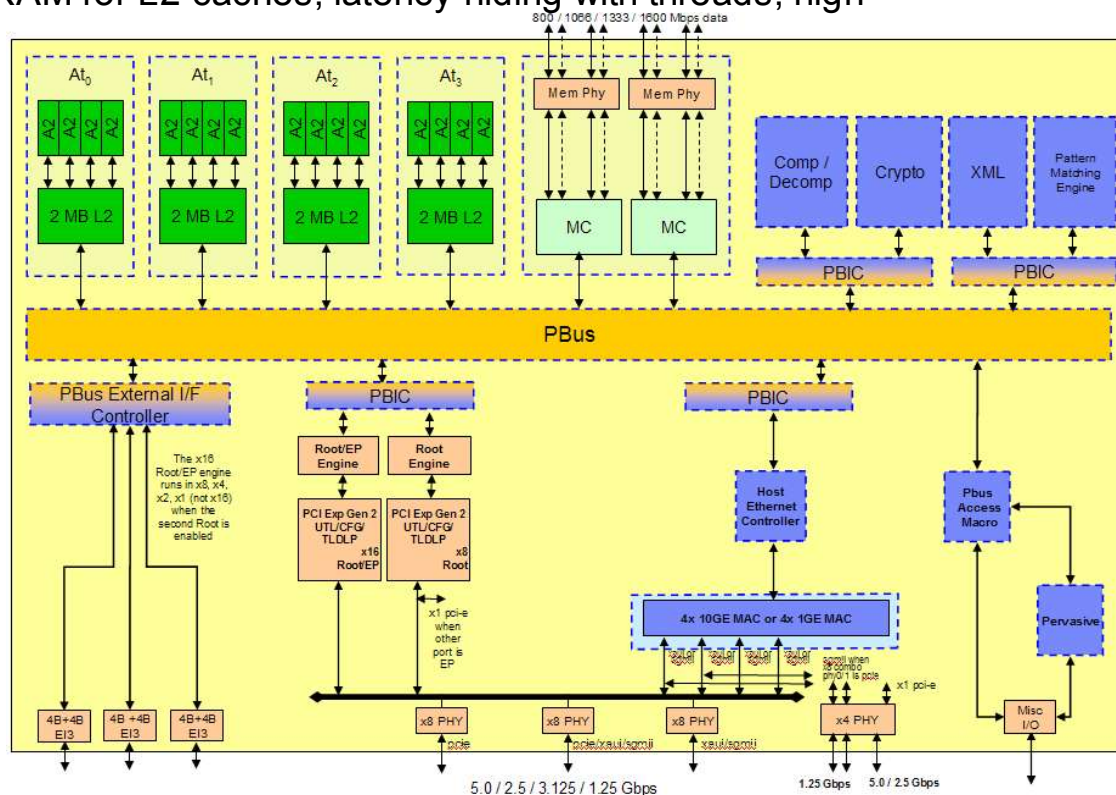 RAM for L2 caches, latency hiding with threads, high
800 / 1066 / 1333 / 1600 Mbps data
At0
At1
At2
At3
A2 A2 A2 A2
A2 A2 A2 A2
A2 A2 A2 A2
A2 A2 A2 A2
2 MB L2
2 MB L2
2 MB L2
2 MB L2
Mem Phy
Mem Phy
MC
MC
Comp /
Decomp
Crypto
XML
Pattern
Matching
Engine
PBIC
PBIC
PBus
PBus External I/F
Controller
PBIC
PBIC
The x16
Root/EP engine
runs in x8, x4,
x2, x1 (not x16)
when the
second Root is
enabled
Root/EP
Engine
Root
Engine
PCI Exp Gen 2
UTL/CFG/
TLDLP
x16
Root/EP
PCI Exp Gen 2
UTL/CFG/
TLDLP
x8
Root
x1 pci-e
when
other
port is
EP
Host
Ethernet
Controller
Pbus
Access
Macro
Pervasive
4x 10GE MAC or 4x 1GE MAC
sgmii when
x8 combo
phy0/1 is pcie
x1 pci-e
4B+4B
EI3
4B +4B
EI3
4B+4B
EI3
x8 PHY
x8 PHY
x8 PHY
x4 PHY
Misc
I/O
pcie
pcie/xaui/sgmii
xaui/sgmii
1.25 Gbps
5.0 / 2.5 Gbps
5.0 / 2.5 / 3.125 / 1.25 Gbps